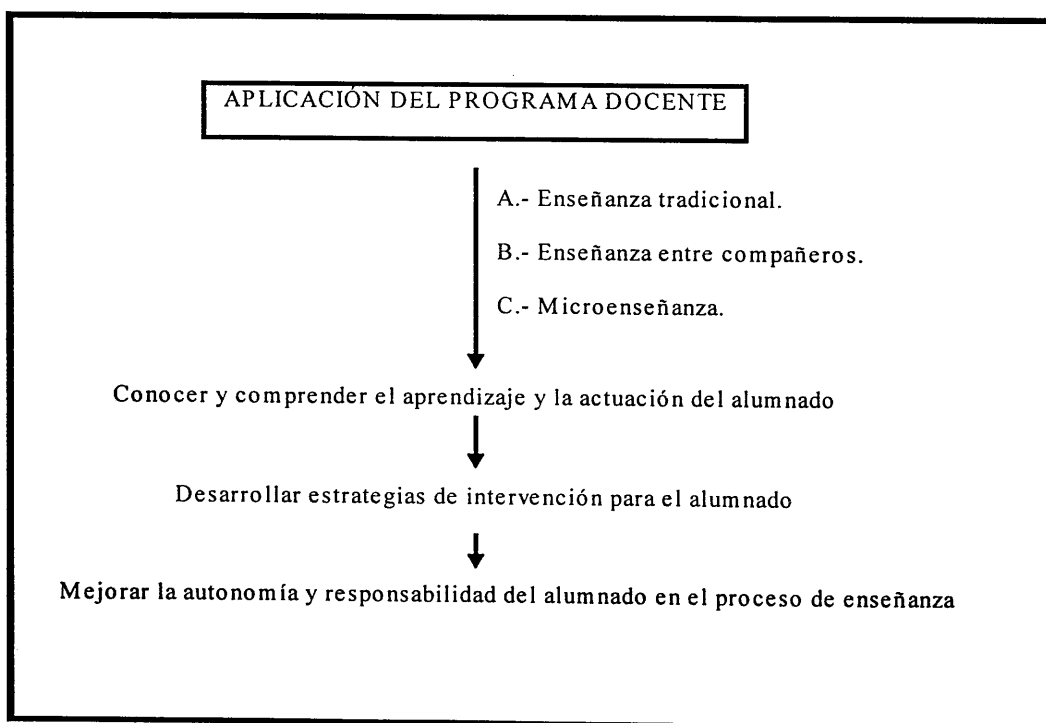 APLICACIÓN DEL PROGRAMA DOCENTE
A.- Enseñanza tradicional.
B.- Enseñanza entre compañeros.
C.- Microenseñanza.
Conocer y comprender el aprendizaje y la actuación del alumnado
Desarrollar estrategias de intervención para el alumnado
Mejorar la autonomía y responsabilidad del alumnado en el proceso de enseñanza